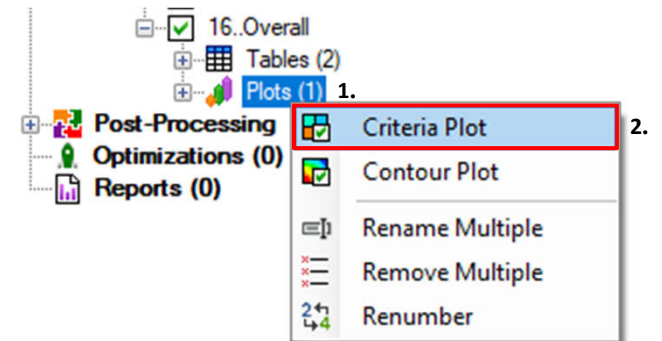 16..Overall
Tables (2)
Plots (1) 1.
Post-Processing
Criteria Plot 2.
Optimizations (0)
Contour Plot
Reports (0)
Rename Multiple
Remove Multiple
Renumber